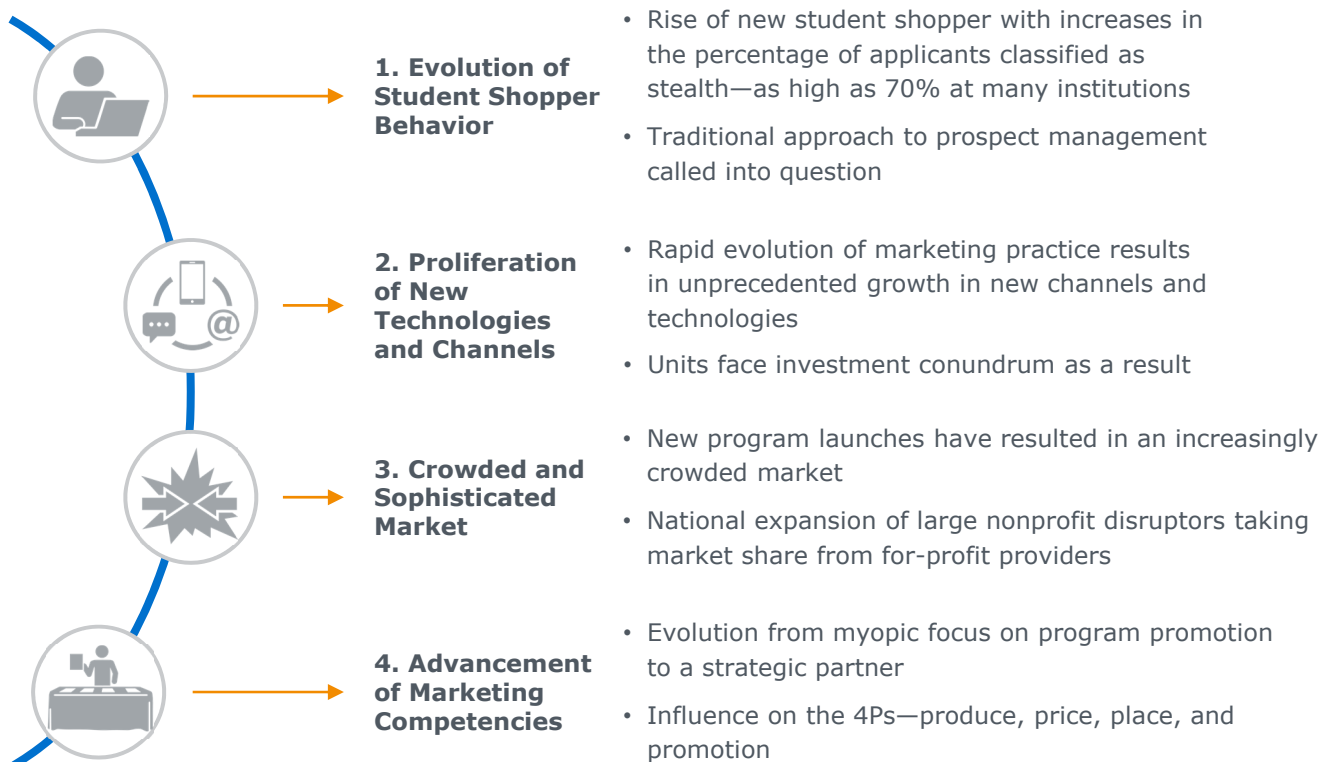 1. Evolution of
Student Shopper
Behavior
• Rise of new student shopper with increases in
the percentage of applicants classified as
stealth—as high as 70% at many institutions
• Traditional approach to prospect management
called into question
@
2. Proliferation
of New
Technologies
and Channels
• Rapid evolution of marketing practice results
in unprecedented growth in new channels and
technologies
• Units face investment conundrum as a result
3. Crowded and
Sophisticated
Market
• New program launches have resulted in an increasingly
crowded market
• National expansion of large nonprofit disruptors taking
market share from for-profit providers
4. Advancement
of Marketing
Competencies
• Evolution from myopic focus on program promotion
to a strategic partner
• Influence on the 4Ps—produce, price, place, and
promotion